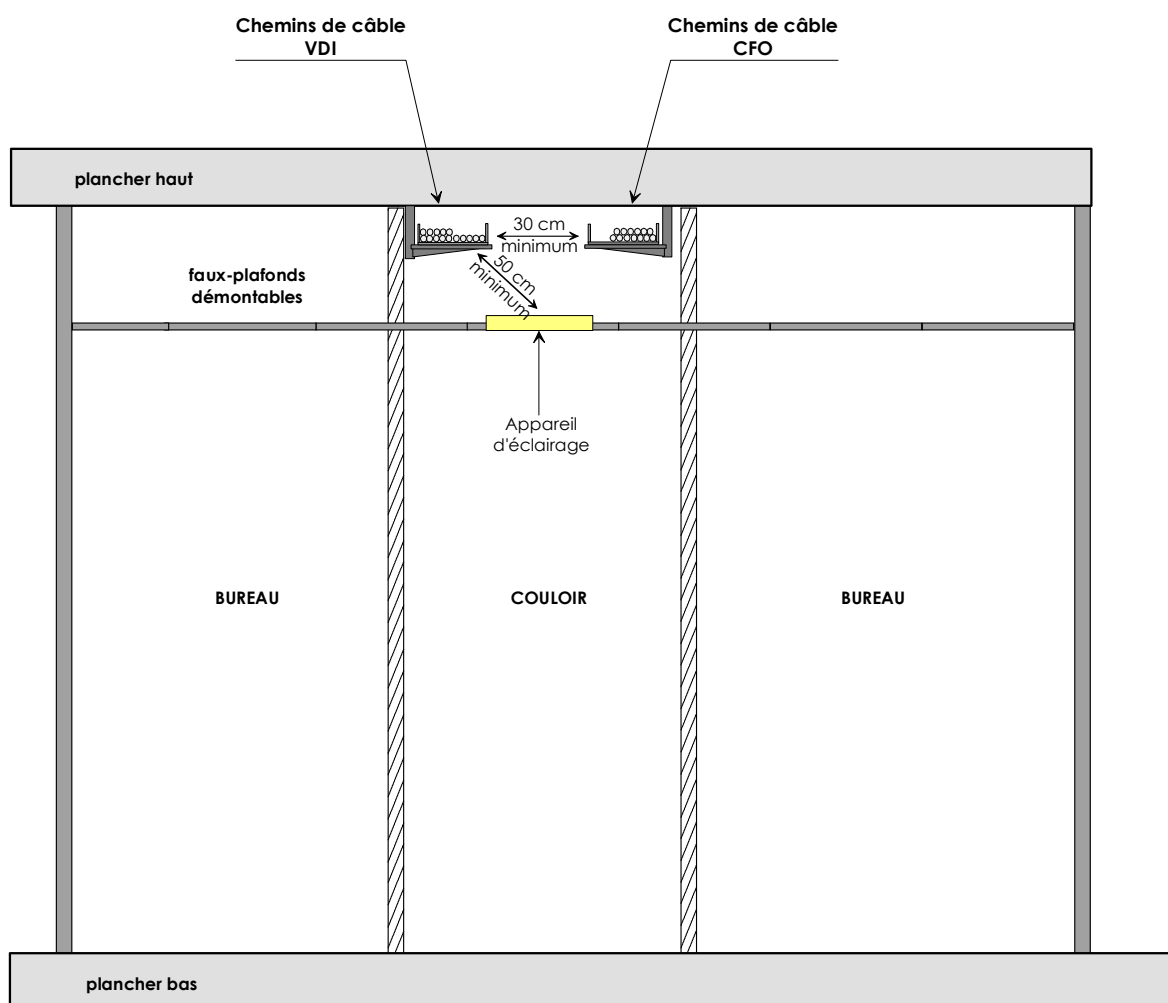 Chemins de câble
VDI
Chemins de câble
CFO
plancher haut
30 cm
minimum
50 cm
minimum
faux-plafonds
démontables
Appareil
d'éclairage
BUREAU
COULOIR
BUREAU
plancher bas